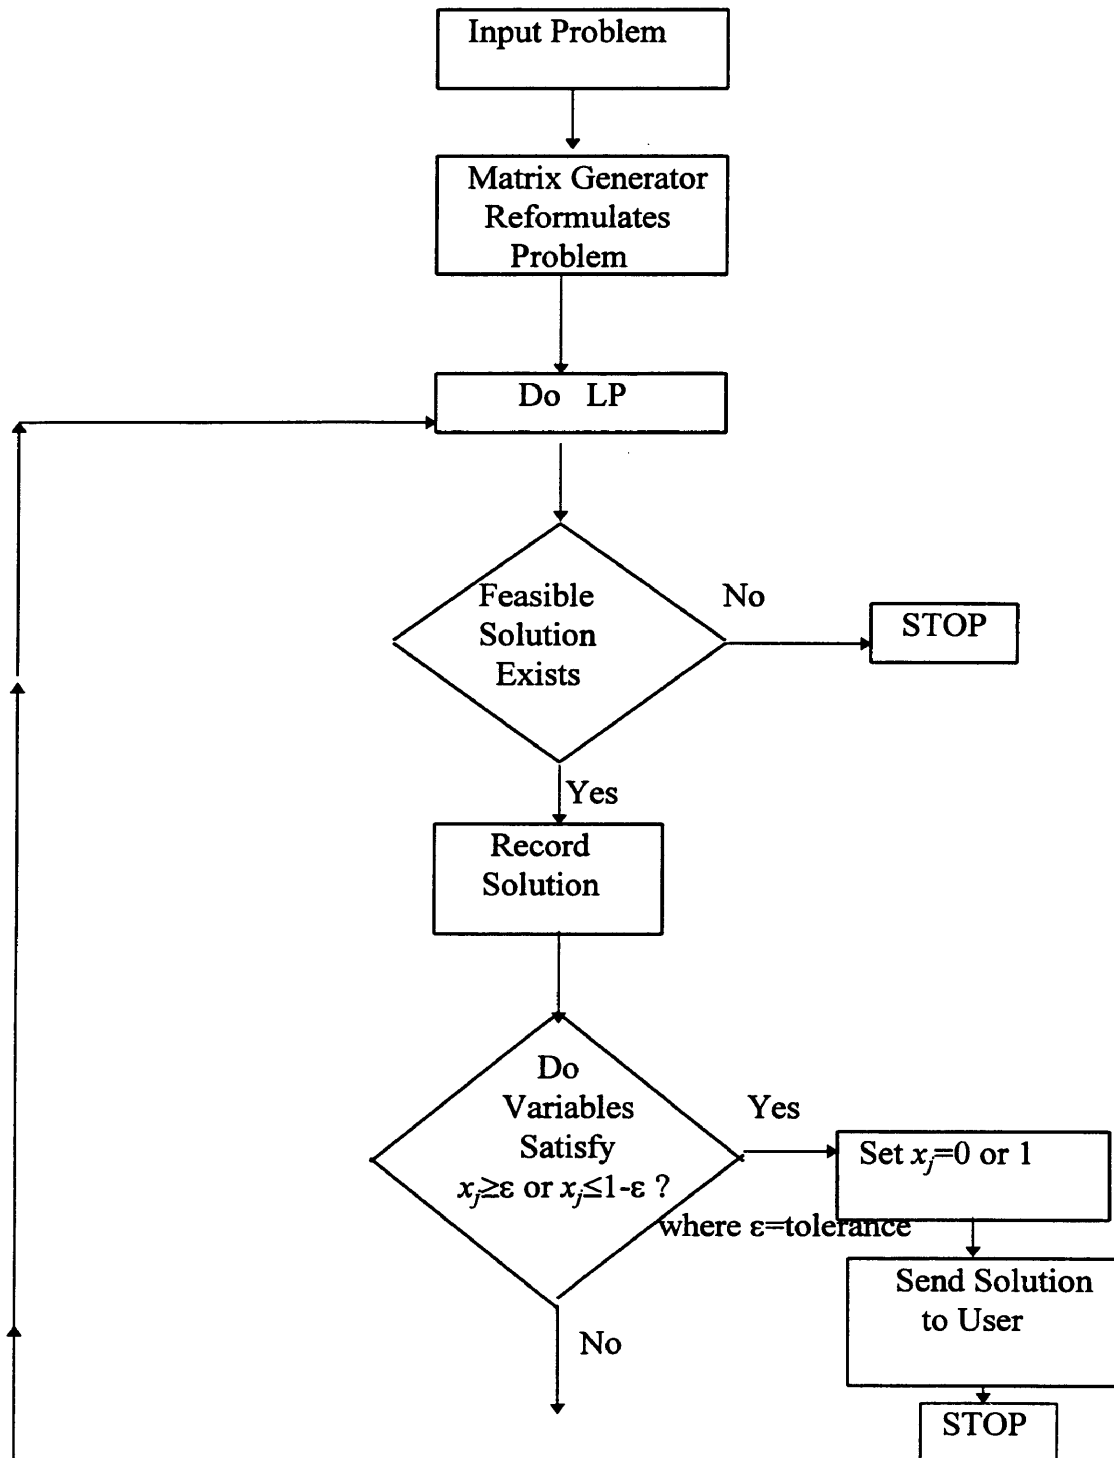 Input Problem
Matrix Generator
Reformulates
Problem
Do LP
Feasible
Solution
Exists
No
STOP
Yes
Record
Solution
Do
Variables
Satisfy
xj≥ε or xj≤1-ε ?
Yes
where ε=tolerance
Set xj=0 or 1
Send Solution
to User
No
STOP